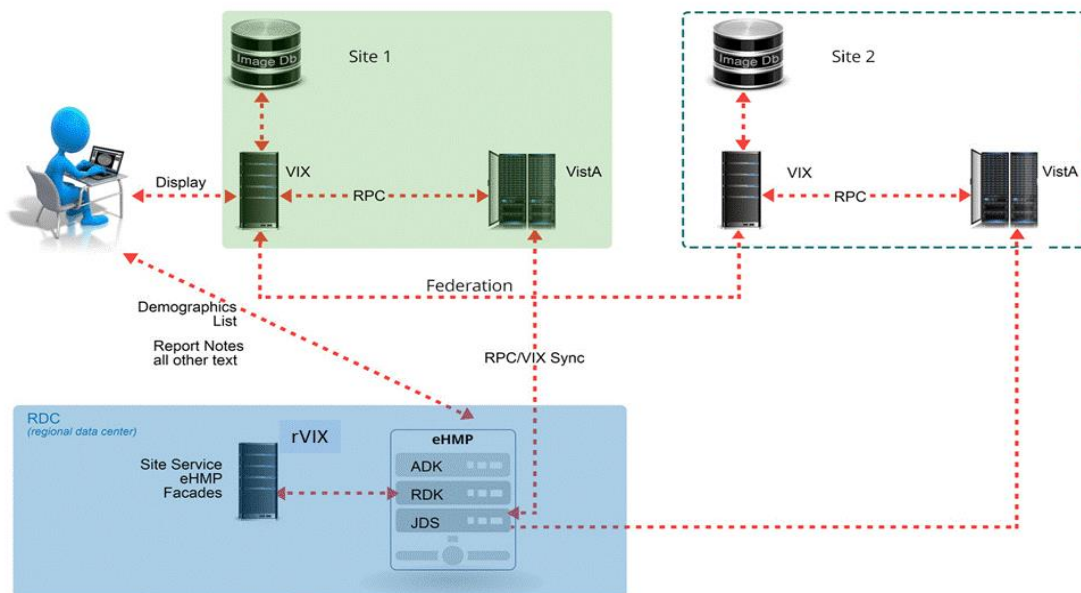 Site 1
Image Db
VIX
VistA
Display
RPC
Site 2
Image Db
VIX
VistA
RPC
Federation
Demographics
List
Report Notes
all other text
RPC/VIX Sync
RDC
(regional data center)
rVIX
Site Service
eHMP
Facades
eHMP
ADK
RDK
JDS